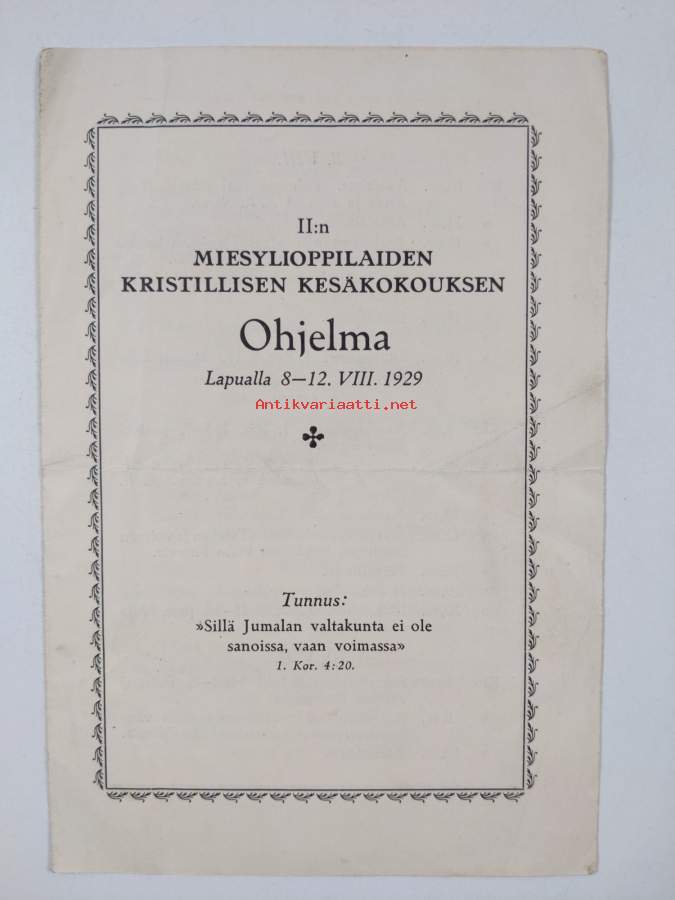 II:n
MIESYLIOPPILAIDEN
KRISTILLISEN KESÄKOKOUKSEN
Ohjelma
Lapualla 8—12. VIII. 1929
Antikvariaatti.net
Tunnus:
»Sillä Jumalan valtakunta ei ole
sanoissa, vaan voimassa»
1. Kor. 4:20.